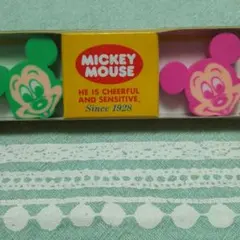 MICKEY
MOUSE
HE IS CHEERFUL
AND SENSITIVE.
Since 1928